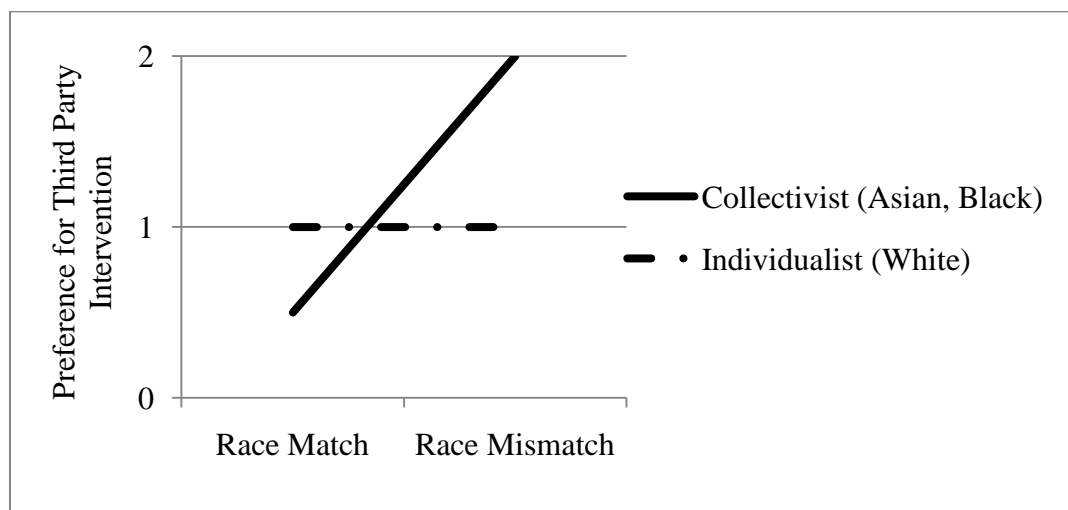 Preference for Third Party
Intervention
2
1
0
Race Match
Race Mismatch
Collectivist (Asian, Black)
Individualist (White)